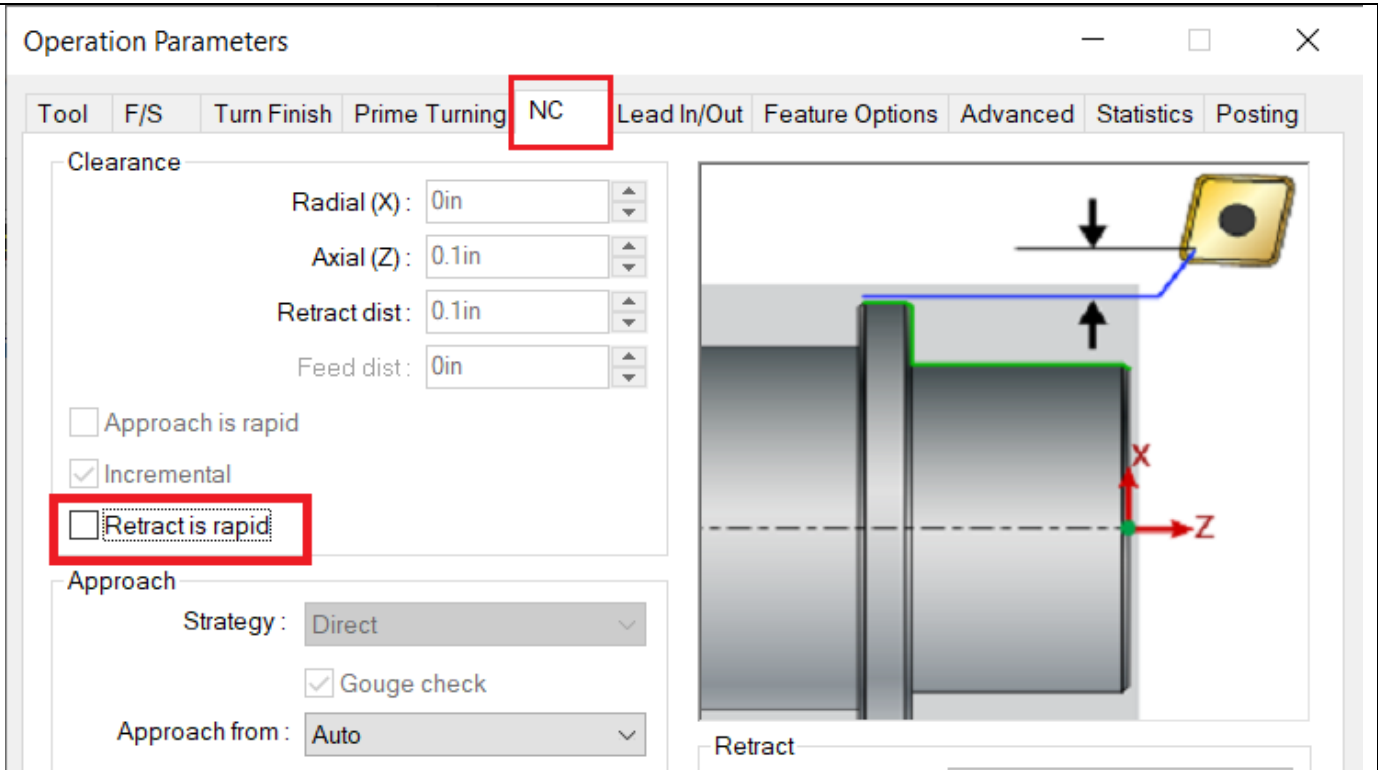 Operation Parameters
Tool F/S Turn Finish Prime Turning NC Lead In/Out Feature Options Advanced Statistics Posting
Clearance
Radial (X) : 0in
Axial (Z) : 0.1in
Retract dist : 0.1in
Feed dist : 0in
Approach is rapid
Incremental
Retract is rapid
Approach
Strategy : Direct
Gouge check
Approach from : Auto
X
Z
Retract